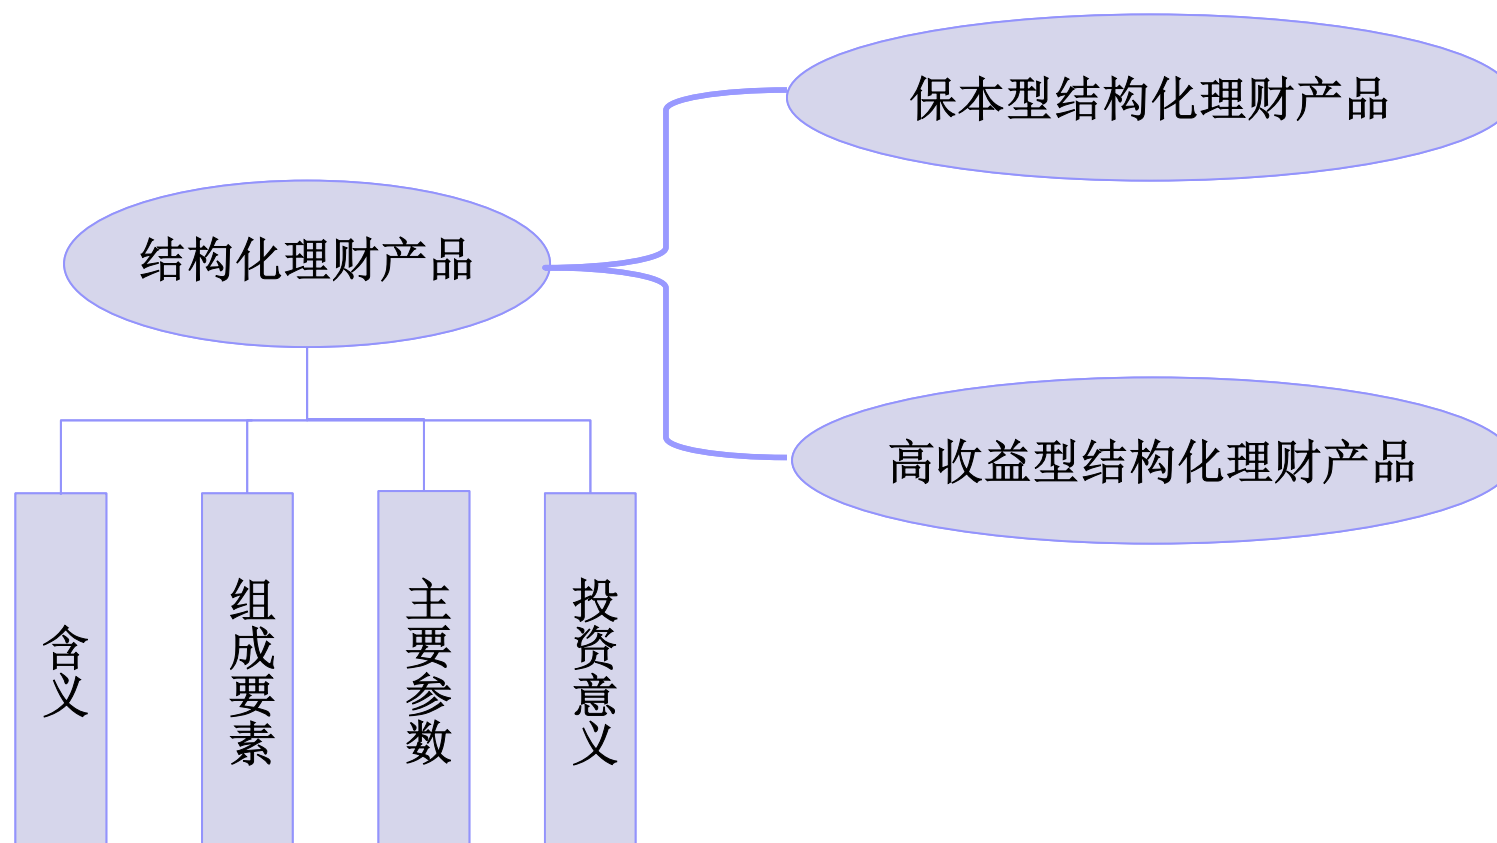 保本型结构化理财产品
结构化理财产品
高收益型结构化理财产品
含义
组成要素
主要参数
投资意义